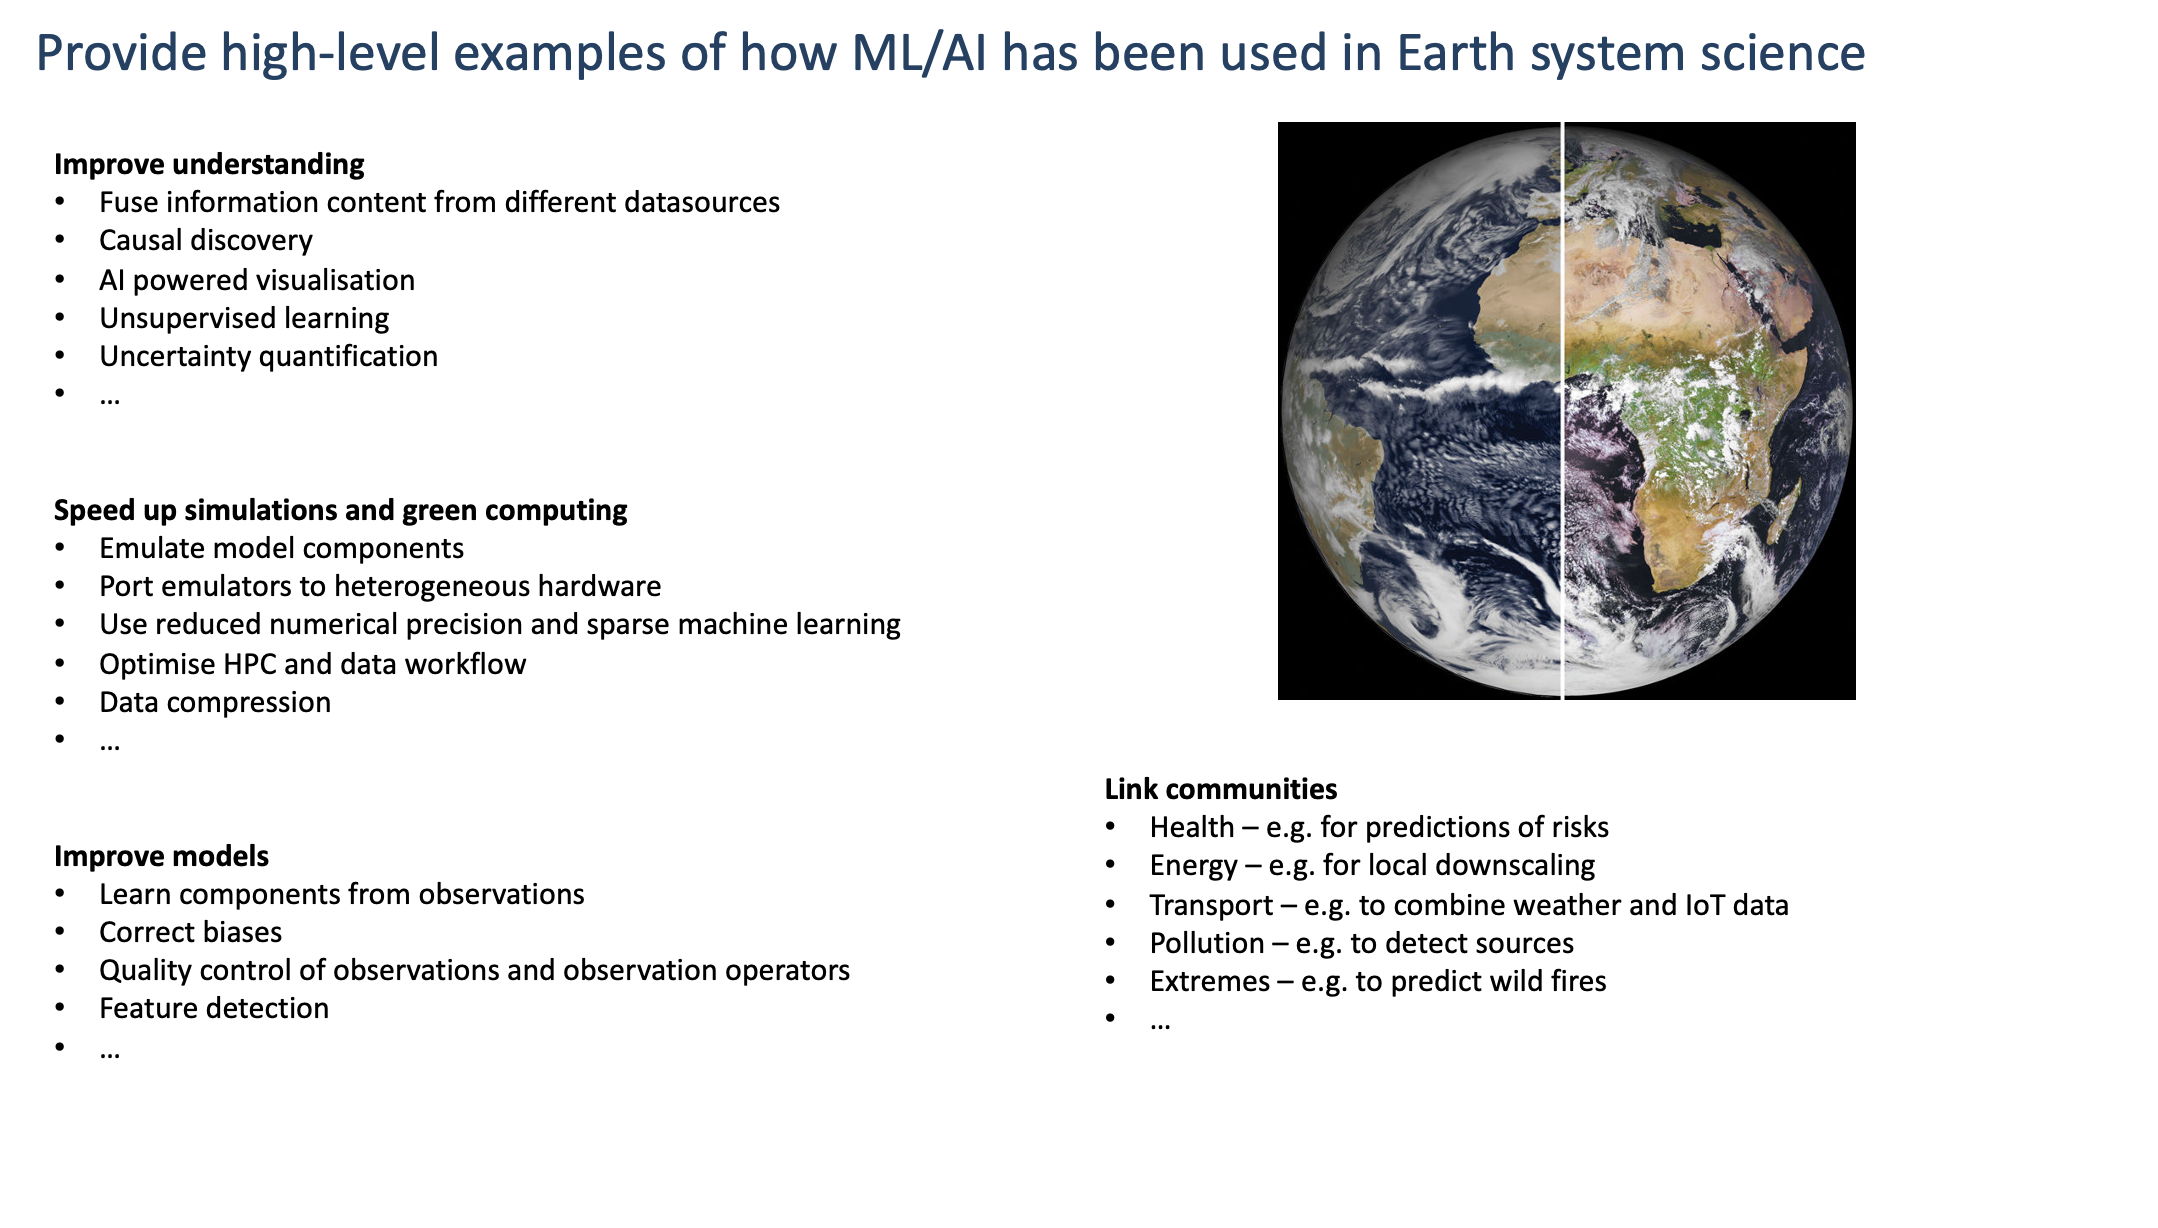 Provide high-level examples of how ML/AI has been used in Earth system science
Improve understanding
• Fuse information content from different datasources
• Causal discovery
• AI powered visualisation
• Unsupervised learning
• Uncertainty quantification
• ...
Speed up simulations and green computing
• Emulate model components
• Port emulators to heterogeneous hardware
• Use reduced numerical precision and sparse machine learning
• Optimise HPC and data workflow
• Data compression
• ...
Improve models
• Learn components from observations
• Correct biases
• Quality control of observations and observation operators
• Feature detection
• ...
Link communities
• Health – e.g. for predictions of risks
• Energy – e.g. for local downscaling
• Transport – e.g. to combine weather and IoT data
• Pollution – e.g. to detect sources
• Extremes – e.g. to predict wild fires
• ...